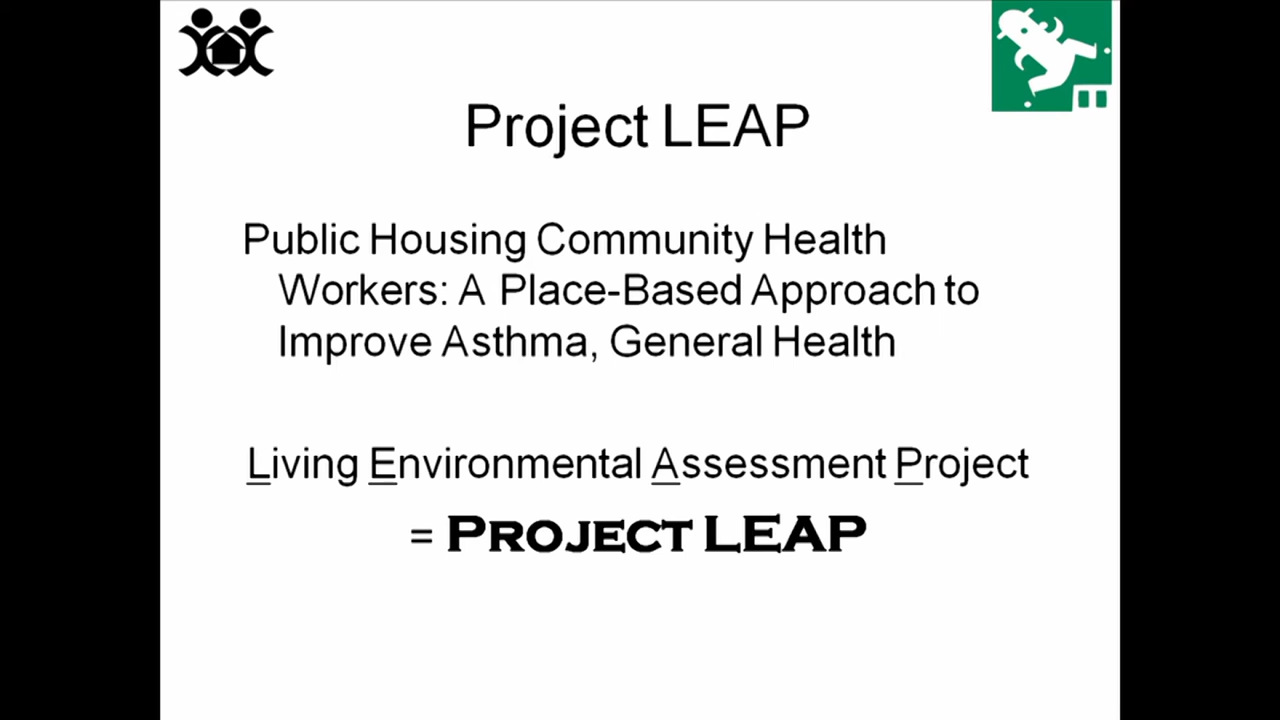 Project LEAP
Public Housing Community Health
Workers: A Place-Based Approach to
Improve Asthma, General Health
Living Environmental Assessment Project
= PROJECT LEAP